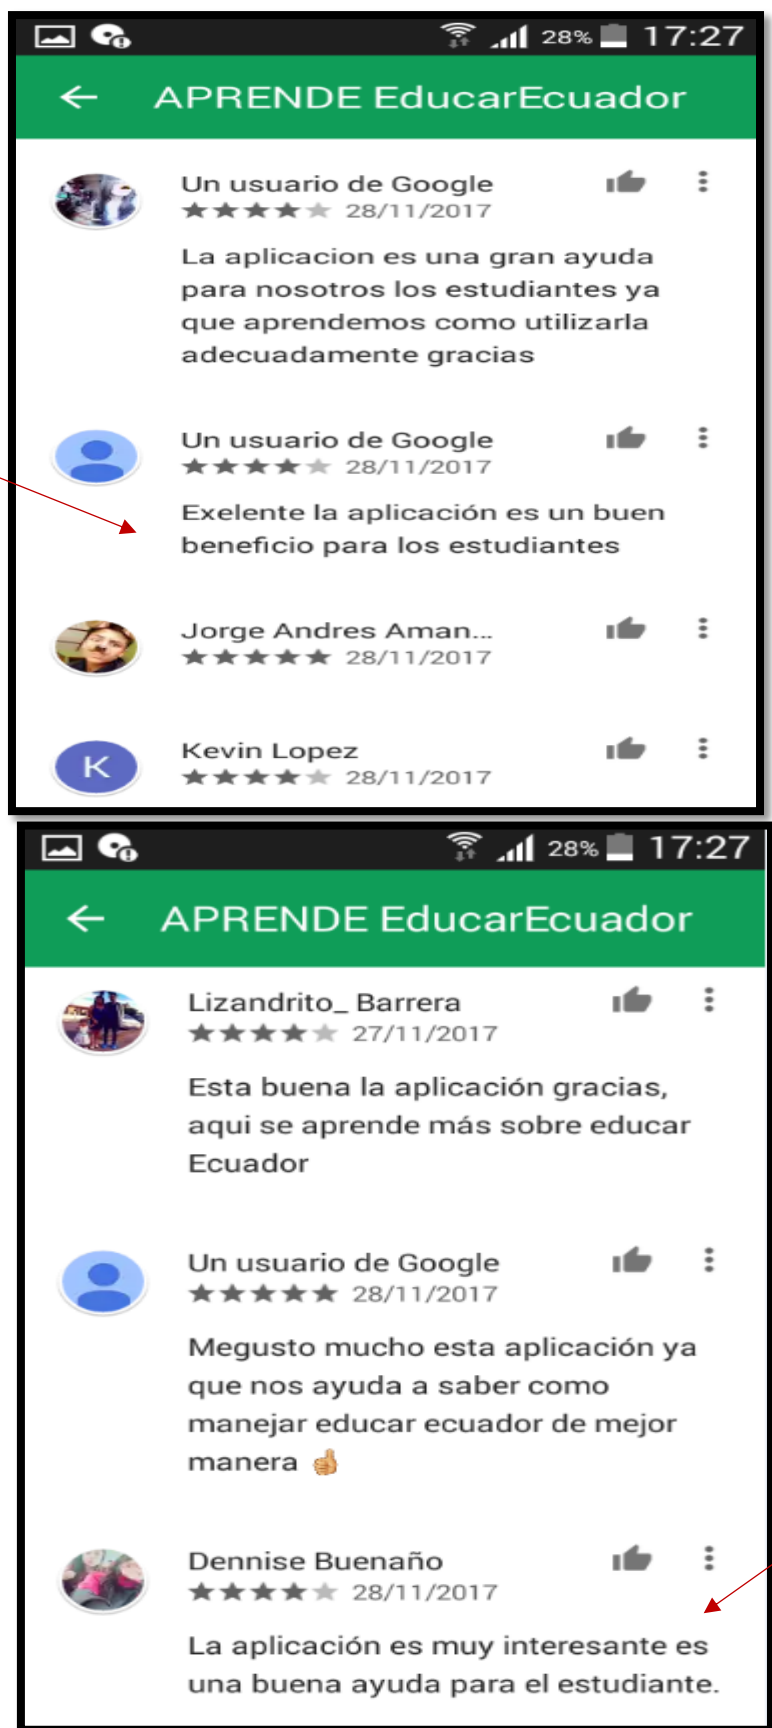 28% 17:27
APRENDE EducarEcuador
Un usuario de Google
28/11/2017
La aplicacion es una gran ayuda
para nosotros los estudiantes ya
que aprendemos como utilizarla
adecuadamente gracias
Un usuario de Google
28/11/2017
Exelente la aplicación es un buen
beneficio para los estudiantes
Jorge Andres Aman...
28/11/2017
K
Kevin Lopez
28/11/2017
28% 17:27
APRENDE EducarEcuador
Lizandrito_ Barrera
27/11/2017
Esta buena la aplicación gracias,
aqui se aprende más sobre educar
Ecuador
Un usuario de Google
28/11/2017
Megusto mucho esta aplicación ya
que nos ayuda a saber como
manejar educar ecuador de mejor
manera 👍
Dennise Buenaño
28/11/2017
La aplicación es muy interesante es
una buena ayuda para el estudiante.